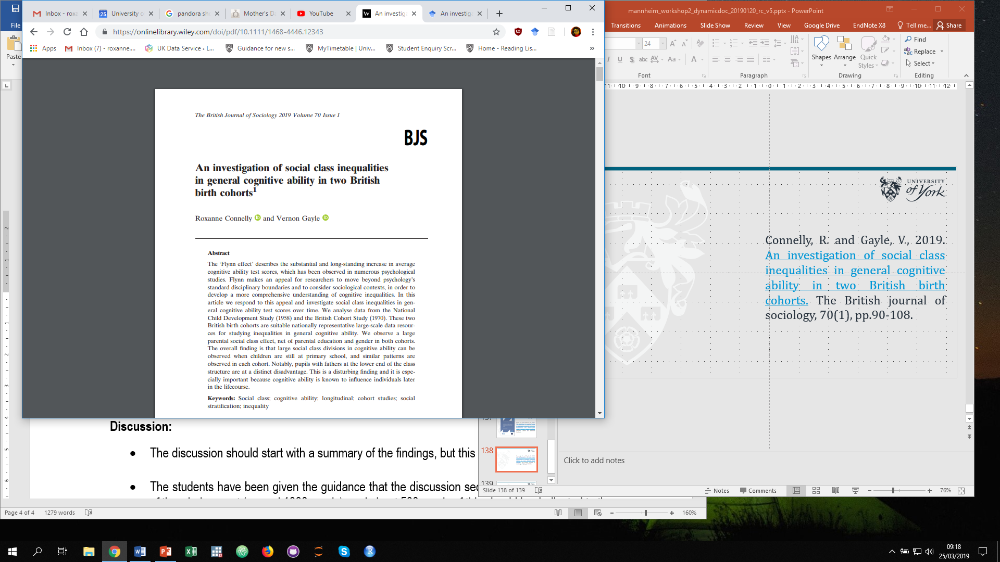 Inbox - roxa
University o
25
pandora sh
Mother's D
YouTube
An investig
An investig
https://onlinelibrary.wiley.com/doi/pdf/10.1111/1468-4446.12343
Apps
Inbox (7) - roxanne....
UK Data Service › L...
Guidance for new s...
MyTimetable | Univ...
Student Enquiry Scr...
Home - Reading Lis...
»
The British Journal of Sociology 2019 Volume 70 Issue 1
BJS
An investigation of social class inequalities
in general cognitive ability in two British
birth cohorts1
Roxanne Connelly iD and Vernon Gayle iD
Abstract
The ‘Flynn effect’ describes the substantial and long-standing increase in average
cognitive ability test scores, which has been observed in numerous psychological
studies. Flynn makes an appeal for researchers to move beyond psychology’s
standard disciplinary boundaries and to consider sociological contexts, in order to
develop a more comprehensive understanding of cognitive inequalities. In this
article we respond to this appeal and investigate social class inequalities in gen-
eral cognitive ability test scores over time. We analyse data from the National
Child Development Study (1958) and the British Cohort Study (1970). These two
British birth cohorts are suitable nationally representative large-scale data resour-
ces for studying inequalities in general cognitive ability. We observe a large
parental social class effect, net of parental education and gender in both cohorts.
The overall finding is that large social class divisions in cognitive ability can be
observed when children are still at primary school, and similar patterns are
observed in each cohort. Notably, pupils with fathers at the lower end of the class
structure are at a distinct disadvantage. This is a disturbing finding and it is espe-
cially important because cognitive ability is known to influence individuals later
in the lifecourse.
Keywords: Social class; cognitive ability; longitudinal; cohort studies; social
stratification; inequality
File
Paste
Discussion:
• The discussion should start with a summary of the findings, but this
• The students have been given the guidance that the discussion sec
Page 4 of 4
1279 words
160%
mannheim_workshop2_dynamicdoc_20190120_rc_v5.pptx - PowerPoint
Transitions
Animations
Slide Show
Review
View
Google Drive
EndNote X8
Tell me...
Share
24
Shapes
Arrange
Quick
Styles
Find
Replace
Select
Font
Paragraph
Drawing
Editing
UNIVERSITY
of York
Connelly, R. and Gayle, V., 2019.
An investigation of social class
inequalities in general cognitive
ability in two British birth
cohorts. The British journal of
sociology, 70(1), pp.90-108.
137
138
139
Click to add notes
Slide 138 of 139
Notes
Comments
76%
09:18
25/03/2019